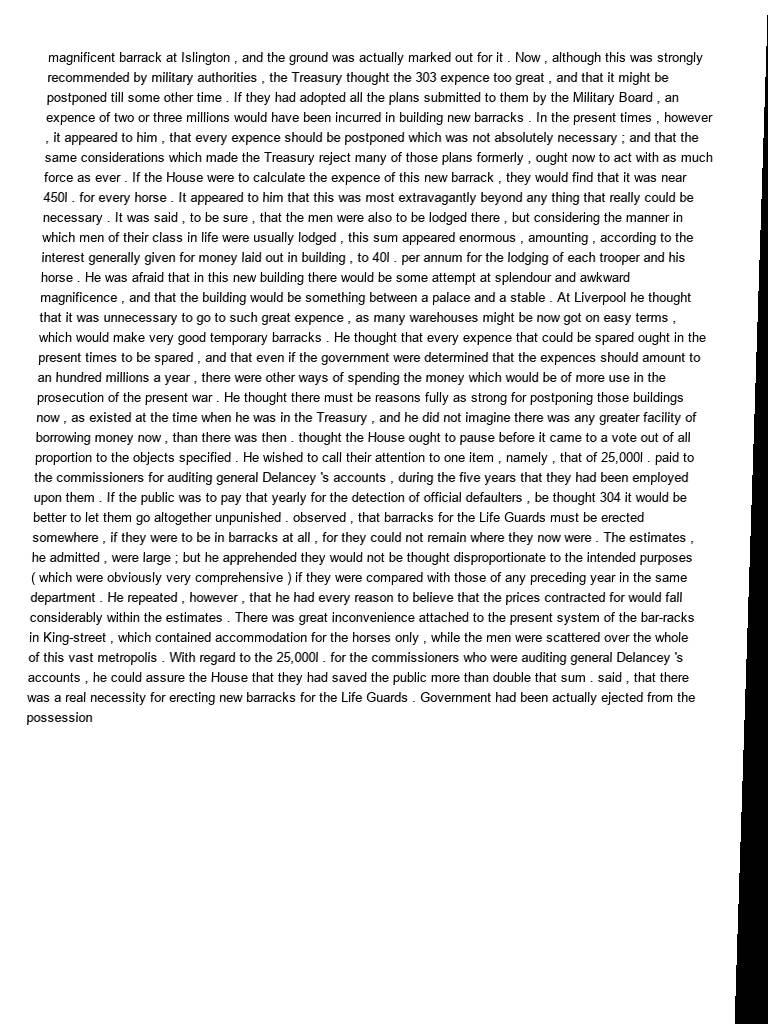 magnificent barrack at Islington , and the ground was actually marked out for it . Now , although this was strongly
recommended by military authorities , the Treasury thought the 303 expence too great , and that it might be
postponed till some other time . If they had adopted all the plans submitted to them by the Military Board , an
expence of two or three millions would have been incurred in building new barracks . In the present times , however
, it appeared to him , that every expence should be postponed which was not absolutely necessary ; and that the
same considerations which made the Treasury reject many of those plans formerly , ought now to act with as much
force as ever . If the House were to calculate the expence of this new barrack , they would find that it was near
450l . for every horse . It appeared to him that this was most extravagantly beyond any thing that really could be
necessary . It was said , to be sure , that the men were also to be lodged there , but considering the manner in
which men of their class in life were usually lodged , this sum appeared enormous , amounting , according to the
interest generally given for money laid out in building , to 40l . per annum for the lodging of each trooper and his
horse . He was afraid that in this new building there would be some attempt at splendour and awkward
magnificence , and that the building would be something between a palace and a stable . At Liverpool he thought
that it was unnecessary to go to such great expence , as many warehouses might be now got on easy terms ,
which would make very good temporary barracks . He thought that every expence that could be spared ought in the
present times to be spared , and that even if the government were determined that the expences should amount to
an hundred millions a year , there were other ways of spending the money which would be of more use in the
prosecution of the present war . He thought there must be reasons fully as strong for postponing those buildings
now , as existed at the time when he was in the Treasury , and he did not imagine there was any greater facility of
borrowing money now , than there was then . thought the House ought to pause before it came to a vote out of all
proportion to the objects specified . He wished to call their attention to one item , namely , that of 25,000l . paid to
the commissioners for auditing general Delancey 's accounts , during the five years that they had been employed
upon them . If the public was to pay that yearly for the detection of official defaulters , be thought 304 it would be
better to let them go altogether unpunished . observed , that barracks for the Life Guards must be erected
somewhere , if they were to be in barracks at all , for they could not remain where they now were . The estimates ,
he admitted , were large ; but he apprehended they would not be thought disproportionate to the intended purposes
( which were obviously very comprehensive ) if they were compared with those of any preceding year in the same
department . He repeated , however , that he had every reason to believe that the prices contracted for would fall
considerably within the estimates . There was great inconvenience attached to the present system of the bar-racks
in King-street , which contained accommodation for the horses only , while the men were scattered over the whole
of this vast metropolis . With regard to the 25,000l . for the commissioners who were auditing general Delancey 's
accounts , he could assure the House that they had saved the public more than double that sum . said , that there
was a real necessity for erecting new barracks for the Life Guards . Government had been actually ejected from the
possession